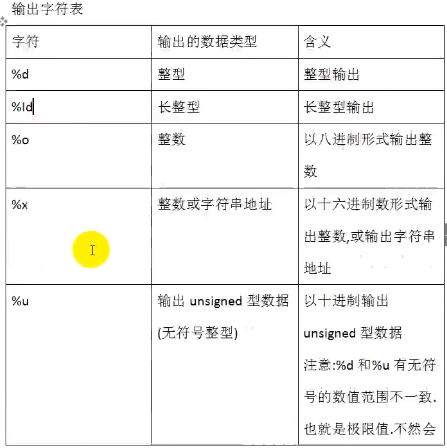 输出字符表
字符 输出的数据类型 含义
%d 整型 整型输出
%ld 长整型 长整型输出
%o 整数 以八进制形式输出整
数
%x 整数或字符串地址 以十六进制数形式输
出整数,或输出字符串
地址
%u 输出 unsigned 型数据 以十进制输出
(无符号整型) unsigned 型数据
注意:%d 和%u 有无符
号的数值范围不一致.
也就是极限值.不然会